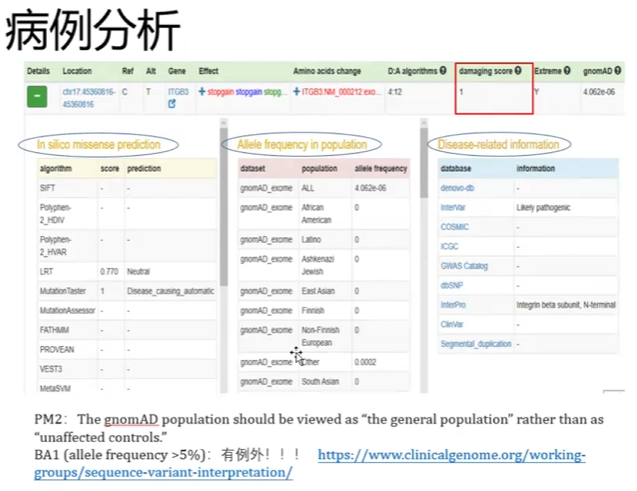 病例分析
Details Location Ref Alt Gene Effect Amino acids change D:A algorithms damaging score Extreme gnomAD
chr17:45360816-45360816 C T ITGB3 stopgain stopgain stopg... ITGB3:NM_000212:exo... 4:12 1 Y 4.062e-06
In silico missense prediction
algorithm score prediction
SIFT - -
Polyphen-2_HDIV - -
Polyphen-2_HVAR - -
LRT 0.770 Neutral
MutationTaster 1 Disease_causing_automatic
MutationAssessor - -
FATHMM - -
PROVEAN - -
VEST3 - -
MetaSVM - -
Allele frequency in population
dataset population allele frequency
gnomAD_exome ALL 4.062e-06
gnomAD_exome African American 0
gnomAD_exome Latino 0
gnomAD_exome Ashkenazi Jewish 0
gnomAD_exome East Asian 0
gnomAD_exome Finnish 0
gnomAD_exome Non-Finnish European 0
gnomAD_exome Other 0.0002
gnomAD_exome South Asian 0
Disease-related information
database information
denovo-db -
InterVar Likely pathogenic
COSMIC -
ICGC -
GWAS Catalog -
dbSNP -
InterPro Integrin beta subunit, N-terminal
ClinVar -
Segmental_duplication -
PM2： The gnomAD population should be viewed as “the general population” rather than as
“unaffected controls.”
BA1 (allele frequency >5%)：有例外！！！ https://www.clinicalgenome.org/working-
groups/sequence-variant-interpretation/